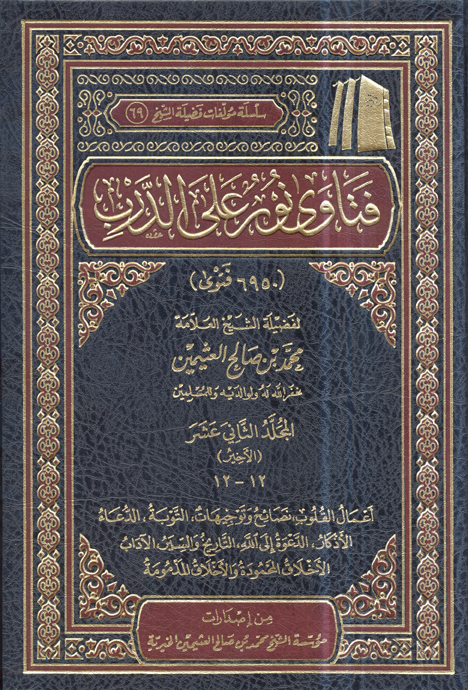 سلسلة مؤلفات فضيلة الشيخ (٦٩)
فتاوى نور على الدرب
(٦٩٥٠ فتوى)
لفضيلة الشيخ العلامة
محمد بن صالح العثيمين
غفر الله له ولوالديه وللمسلمين
المجلد الثاني عشر
(الأخير)
١٢ - ١٢
أعمال القلوب، نصائح وتوجيهات، التربة، الدعاء
الأذكار، الدعوة إلى الله، التاريخ والسير، الآداب
الأخلاق المحمودة والأخلاق المذمومة
من إصدارات
مؤسسة الشيخ محمد بن صالح العثيمين الخيرية